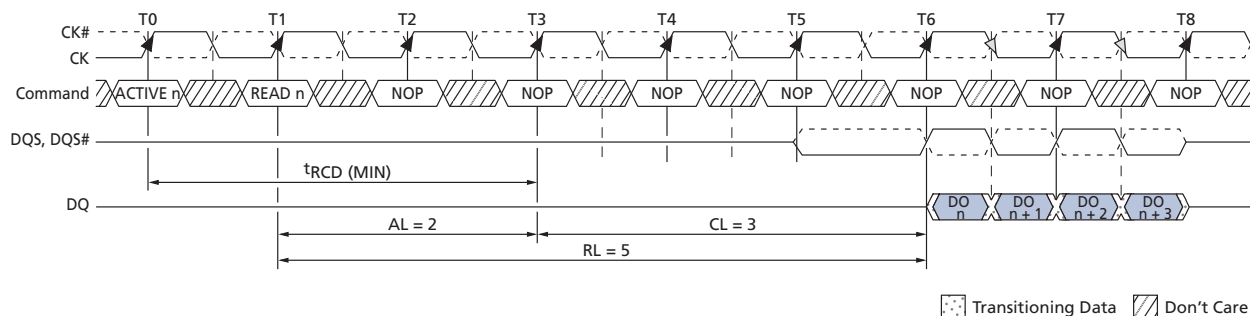 T0 T1 T2 T3 T4 T5 T6 T7 T8
CK#
CK
Command ACTIVE n READ n NOP NOP NOP NOP NOP NOP NOP
DQS, DQS#
tRCD (MIN)
DQ DO n DO n + 1 DO n + 2 DO n + 3
AL = 2 CL = 3
RL = 5
Transitioning Data Don't Care